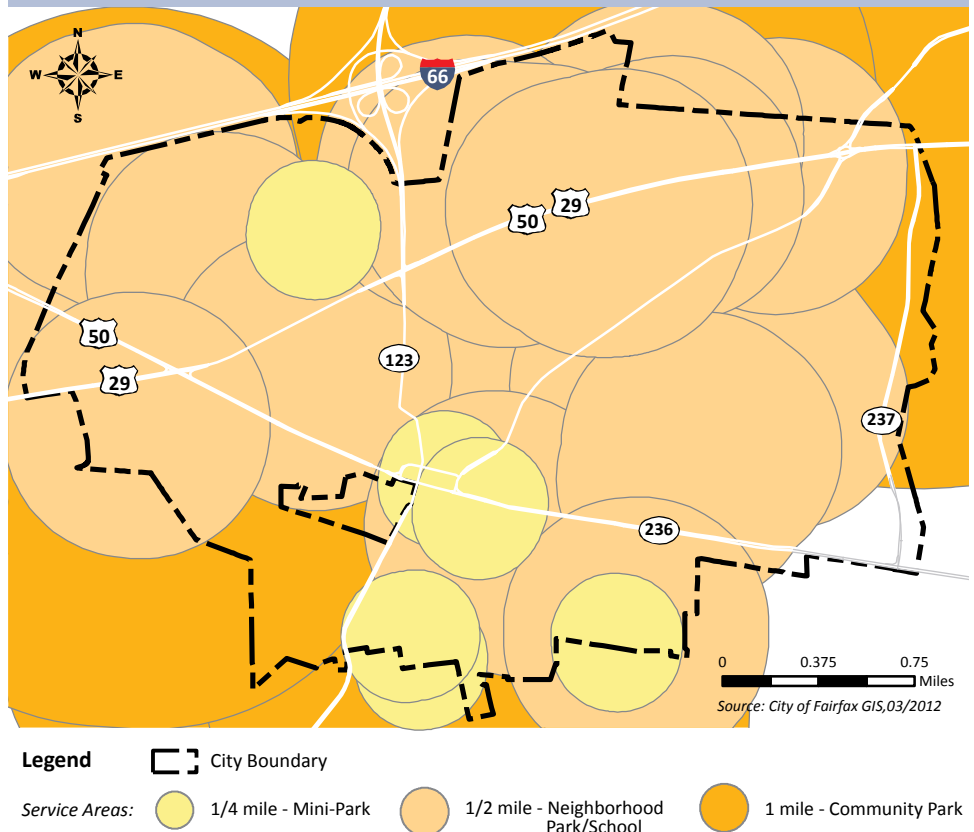 N
W E
S
66
50 29
50
29
123
237
236
0 0.375 0.75
Miles
Source: City of Fairfax GIS,03/2012
Legend City Boundary
Service Areas: 1/4 mile - Mini-Park 1/2 mile - Neighborhood Park/School 1 mile - Community Park